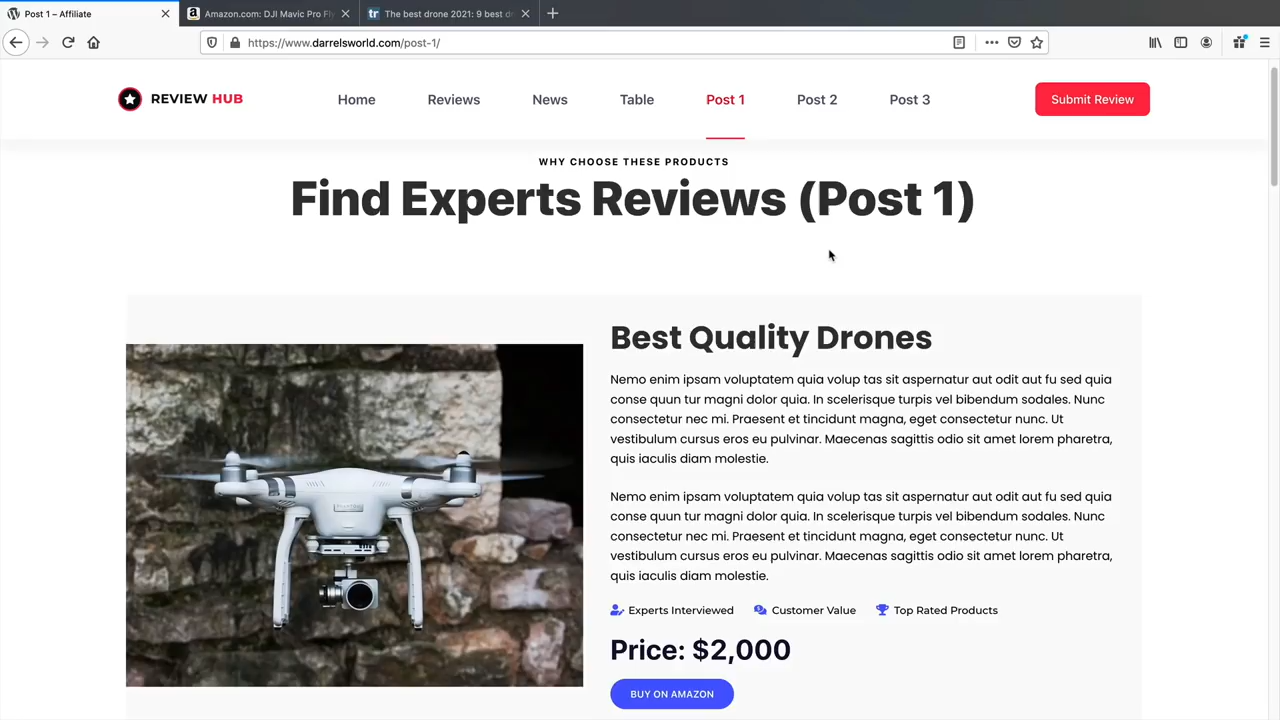 Post 1 – Affiliate
Amazon.com: DJI Mavic Pro Fly
The best drone 2021: 9 best dr
https://www.darrelsworld.com/post-1/
REVIEW HUB
Home
Reviews
News
Table
Post 1
Post 2
Post 3
Submit Review
WHY CHOOSE THESE PRODUCTS
Find Experts Reviews (Post 1)
Best Quality Drones
Nemo enim ipsam voluptatem quia volup tas sit aspernatur aut odit aut fu sed quia
conse quun tur magni dolor quia. In scelerisque turpis vel bibendum sodales. Nunc
consectetur nec mi. Praesent et tincidunt magna, eget consectetur nunc. Ut
vestibulum cursus eros eu pulvinar. Maecenas sagittis odio sit amet lorem pharetra,
quis iaculis diam molestie.
Nemo enim ipsam voluptatem quia volup tas sit aspernatur aut odit aut fu sed quia
conse quun tur magni dolor quia. In scelerisque turpis vel bibendum sodales. Nunc
consectetur nec mi. Praesent et tincidunt magna, eget consectetur nunc. Ut
vestibulum cursus eros eu pulvinar. Maecenas sagittis odio sit amet lorem pharetra,
quis iaculis diam molestie.
Experts Interviewed
Customer Value
Top Rated Products
Price: $2,000
BUY ON AMAZON